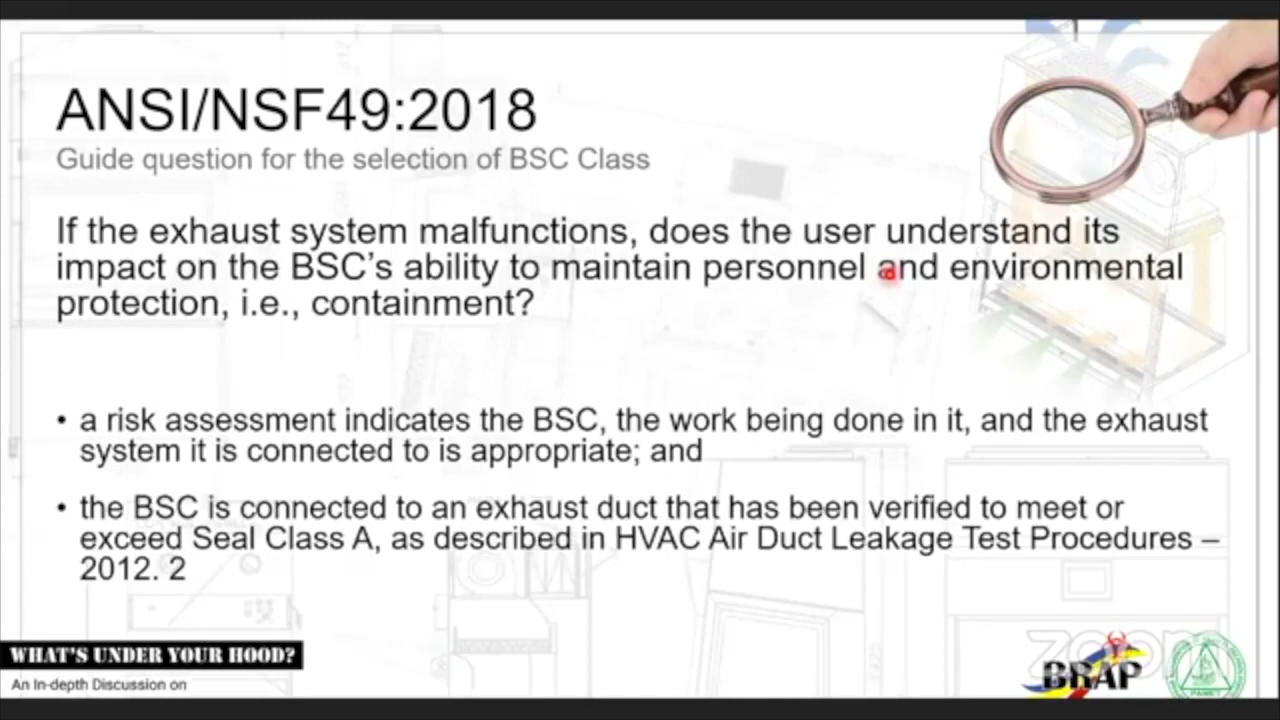 ANSI/NSF49:2018
Guide question for the selection of BSC Class
If the exhaust system malfunctions, does the user understand its
impact on the BSC's ability to maintain personnel and environmental
protection, i.e., containment?
• a risk assessment indicates the BSC, the work being done in it, and the exhaust
system it is connected to is appropriate; and
• the BSC is connected to an exhaust duct that has been verified to meet or
exceed Seal Class A, as described in HVAC Air Duct Leakage Test Procedures –
2012. 2
WHAT'S UNDER YOUR HOOD?
An In-depth Discussion on
zoom
BRAP
PAMET